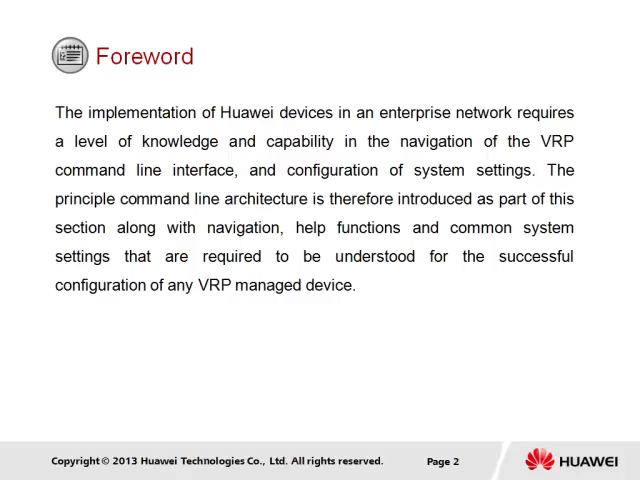 Foreword
The implementation of Huawei devices in an enterprise network requires
a level of knowledge and capability in the navigation of the VRP
command line interface, and configuration of system settings. The
principle command line architecture is therefore introduced as part of this
section along with navigation, help functions and common system
settings that are required to be understood for the successful
configuration of any VRP managed device.
Copyright © 2013 Huawei Technologies Co., Ltd. All rights reserved.
Page 2
HUAWEI